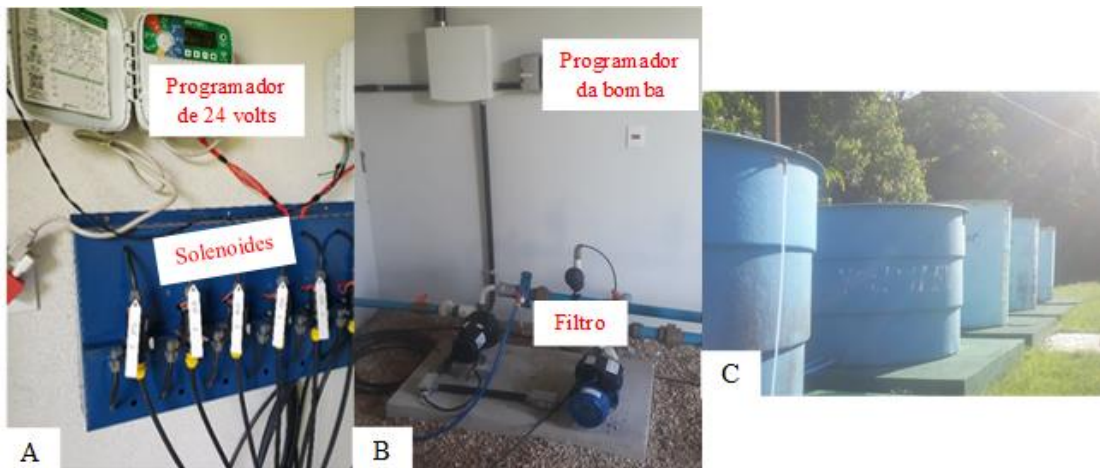 Programador
de 24 volts
Solenoides
A
Programador
da bomba
Filtro
B
C